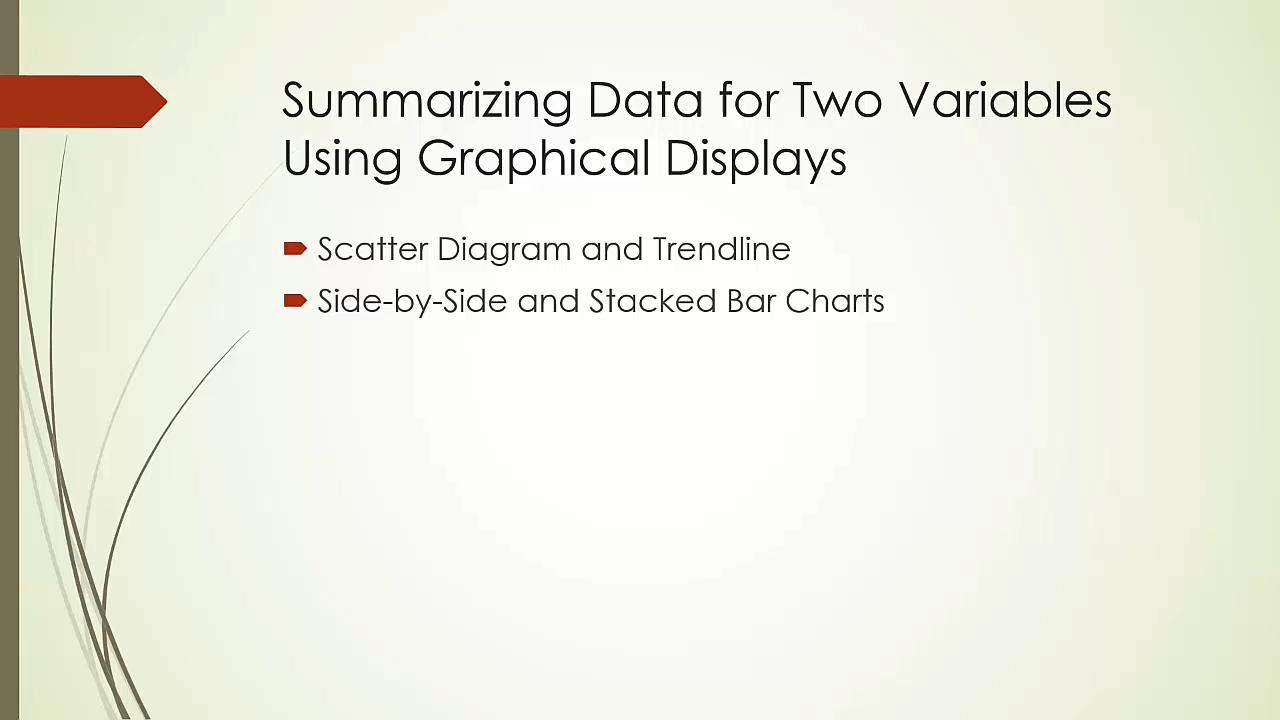 Summarizing Data for Two Variables
Using Graphical Displays
Scatter Diagram and Trendline
Side-by-Side and Stacked Bar Charts